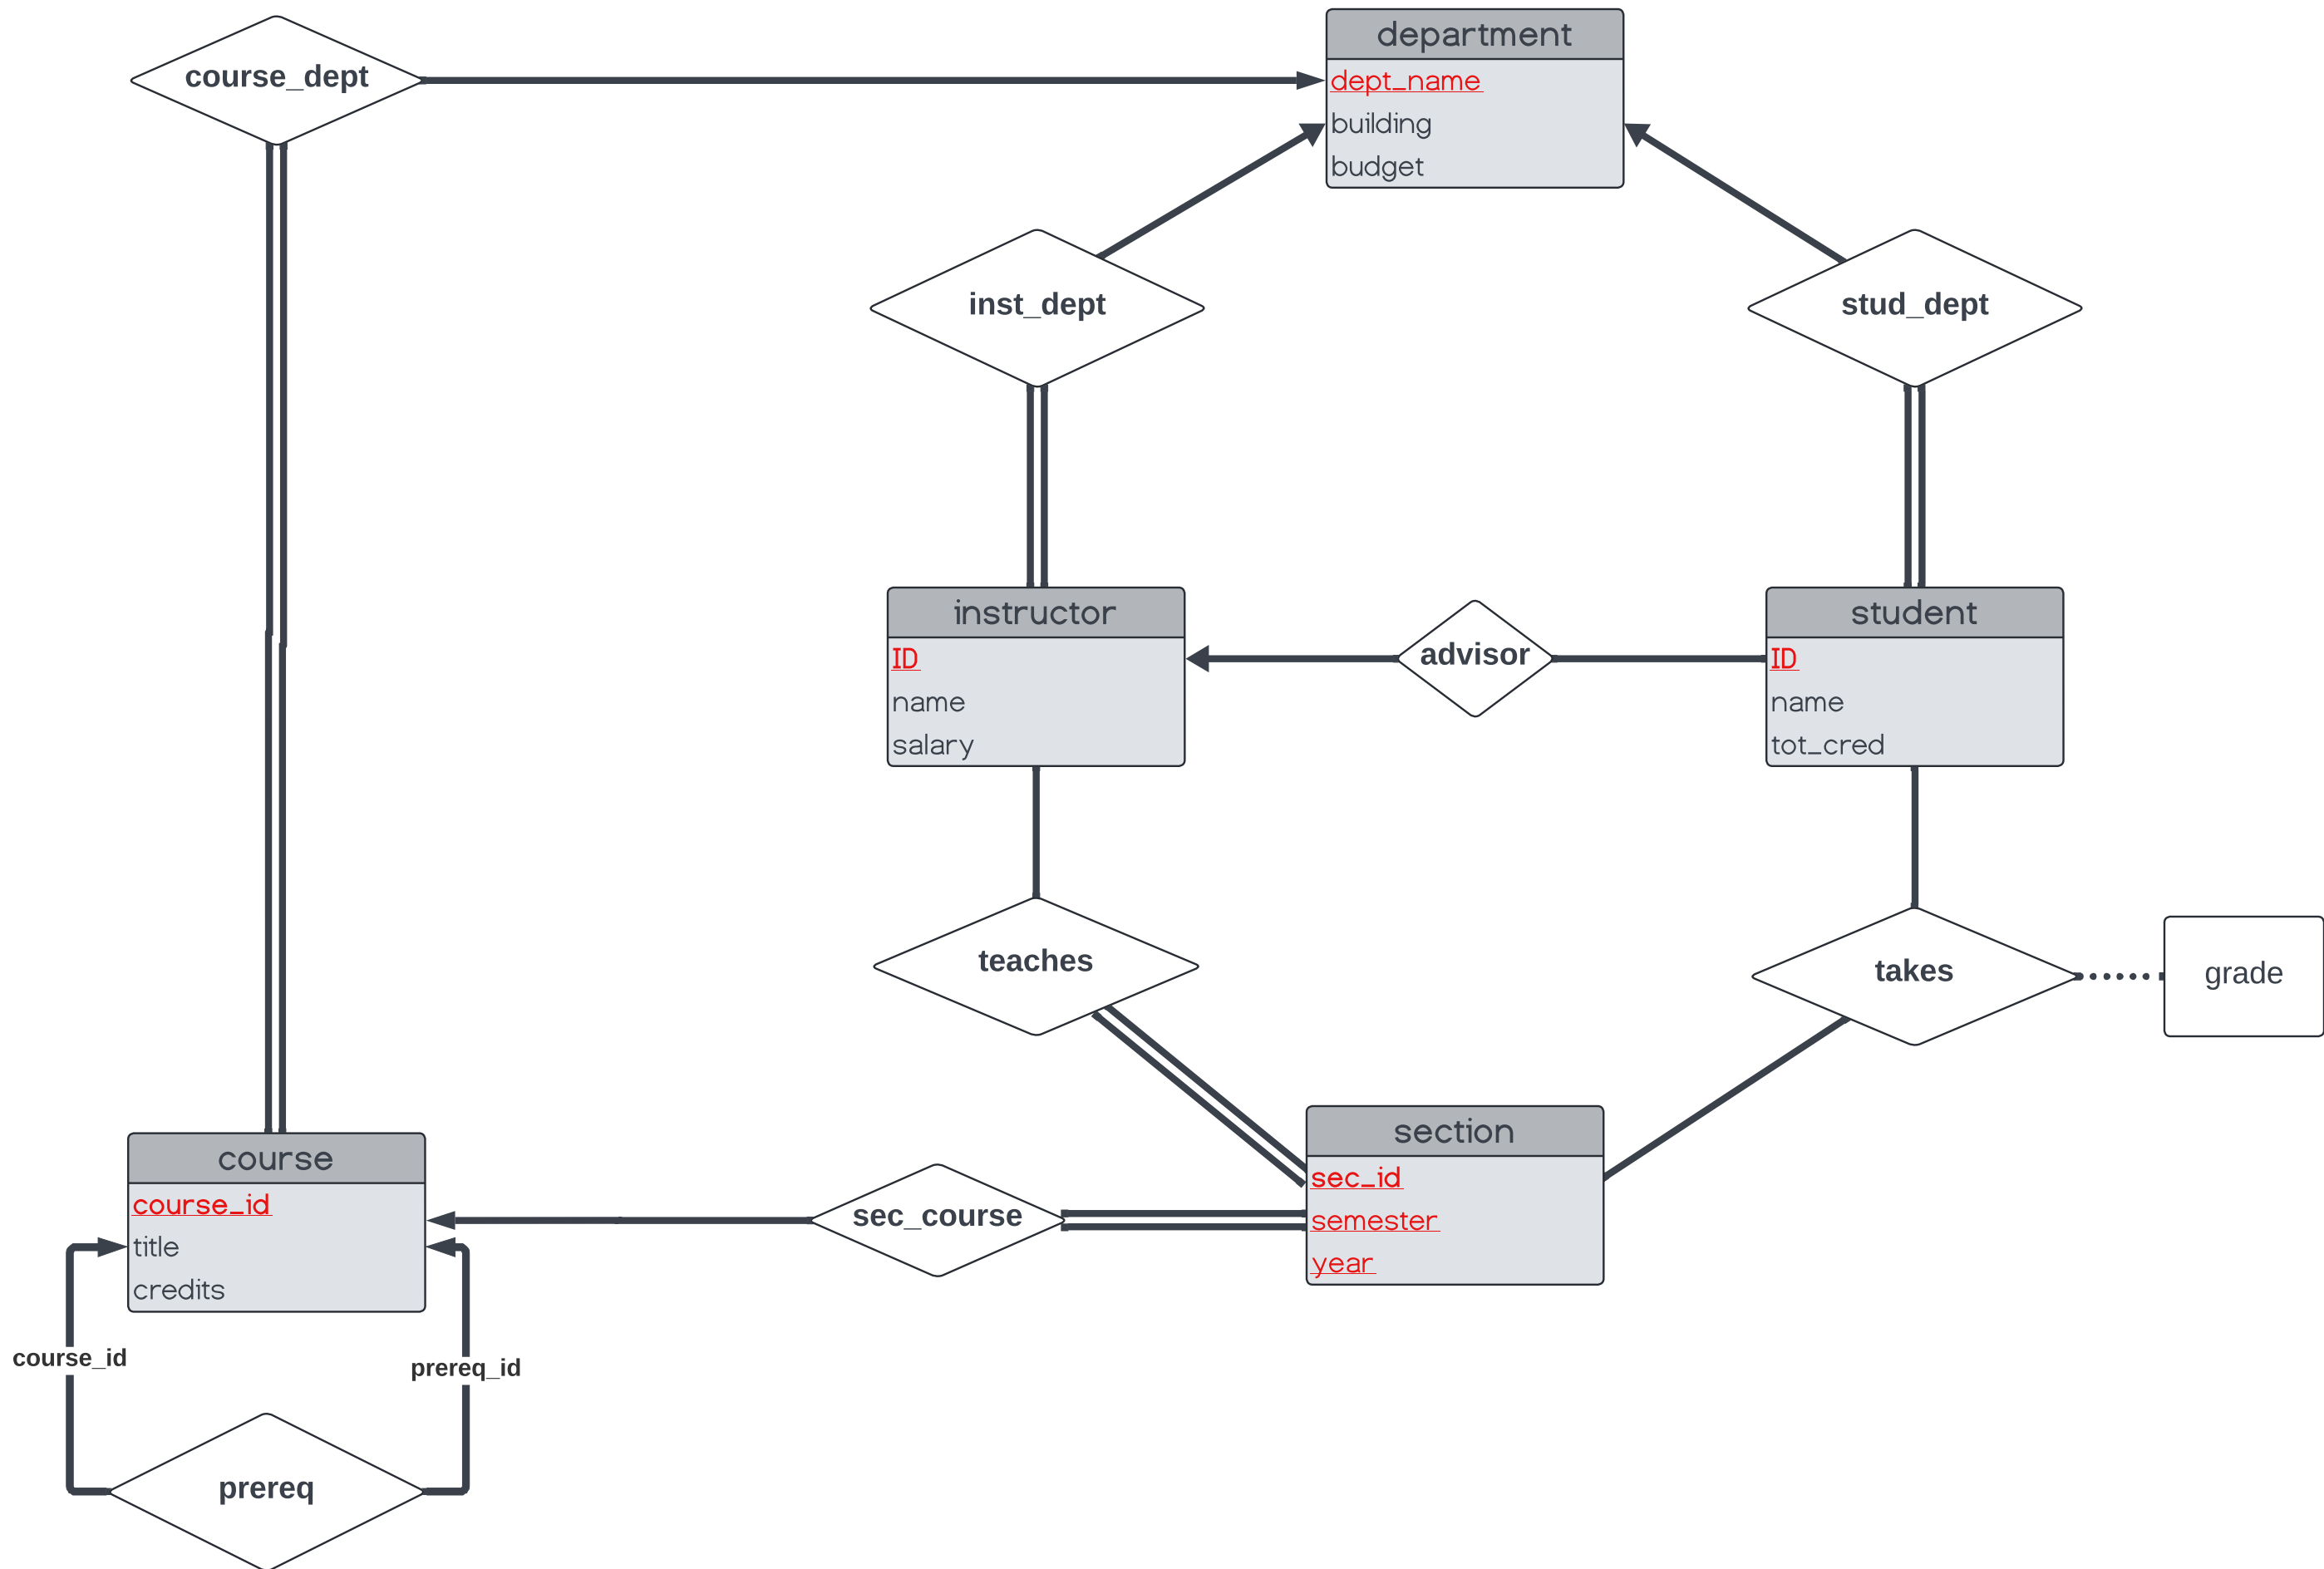 department
course_dept
dept_name
building
budget
inst_dept
stud_dept
instructor
ID
name
salary
advisor
student
ID
name
tot_cred
teaches
takes
grade
section
sec_id
semester
year
course
course_id
title
credits
sec_course
course_id
prereq_id
prereq